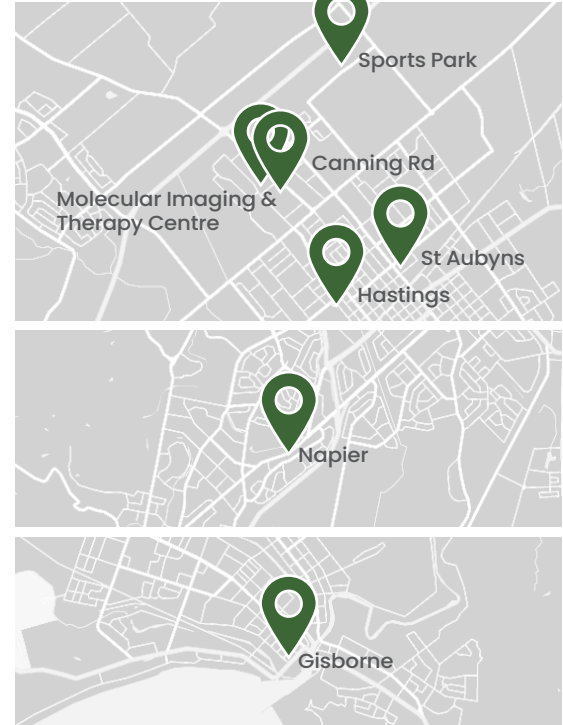 Sports Park
Canning Rd
Molecular Imaging &
Therapy Centre
St Aubyns
Hastings
Napier
Gisborne